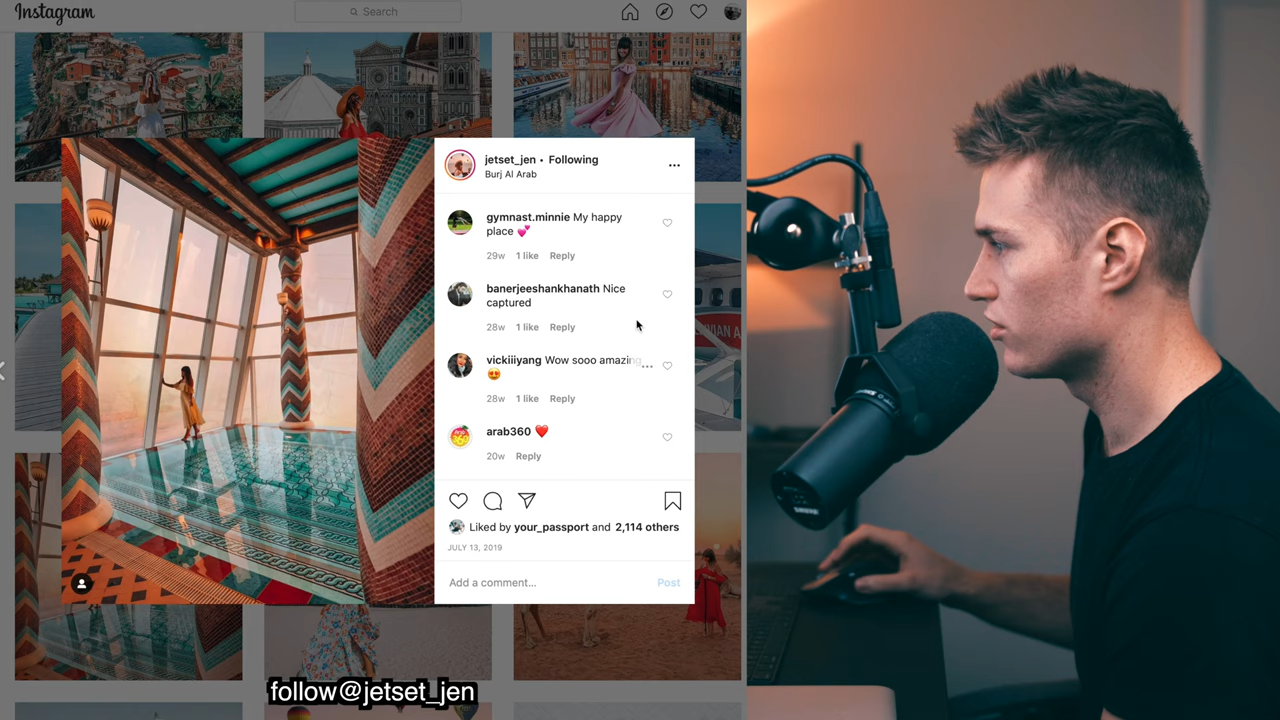 Instagram
Search
jetset_jen • Following
Burj Al Arab
•••
gymnast.minnie My happy
place 💕
29w 1 like Reply
banerjeeshankhanath Nice
captured
28w 1 like Reply
vickiiiyang Wow sooo amazing
😍
28w 1 like Reply
arab360 ❤️
20w Reply
Liked by your_passport and 2,114 others
JULY 13, 2019
Add a comment... Post
follow@jetset_jen
SHURE